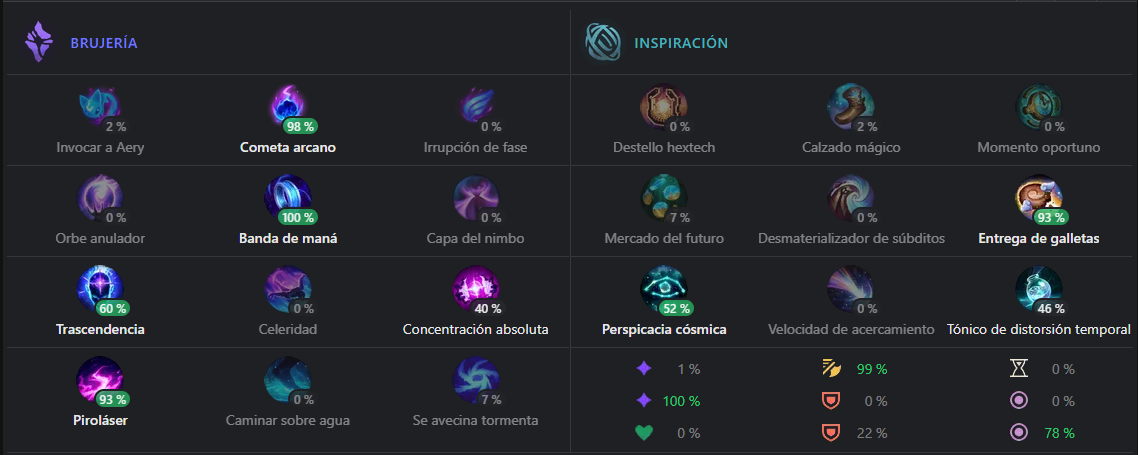 BRUJERÍA
INSPIRACIÓN
2 %
98 %
0 %
0 %
2 %
0 %
Invocar a Aery
Cometa arcano
Irrupción de fase
Destello hextech
Calzado mágico
Momento oportuno
0 %
100 %
0 %
7 %
0 %
93 %
Orbe anulador
Banda de maná
Capa del nimbo
Mercado del futuro
Desmaterializador de súbditos
Entrega de galletas
60 %
0 %
40 %
52 %
0 %
46 %
Trascendencia
Celeridad
Concentración absoluta
Perspicacia cósmica
Velocidad de acercamiento
Tónico de distorsión temporal
93 %
0 %
7 %
Piroláser
Caminar sobre agua
Se avecina tormenta
1 %
99 %
0 %
100 %
0 %
0 %
0 %
22 %
78 %